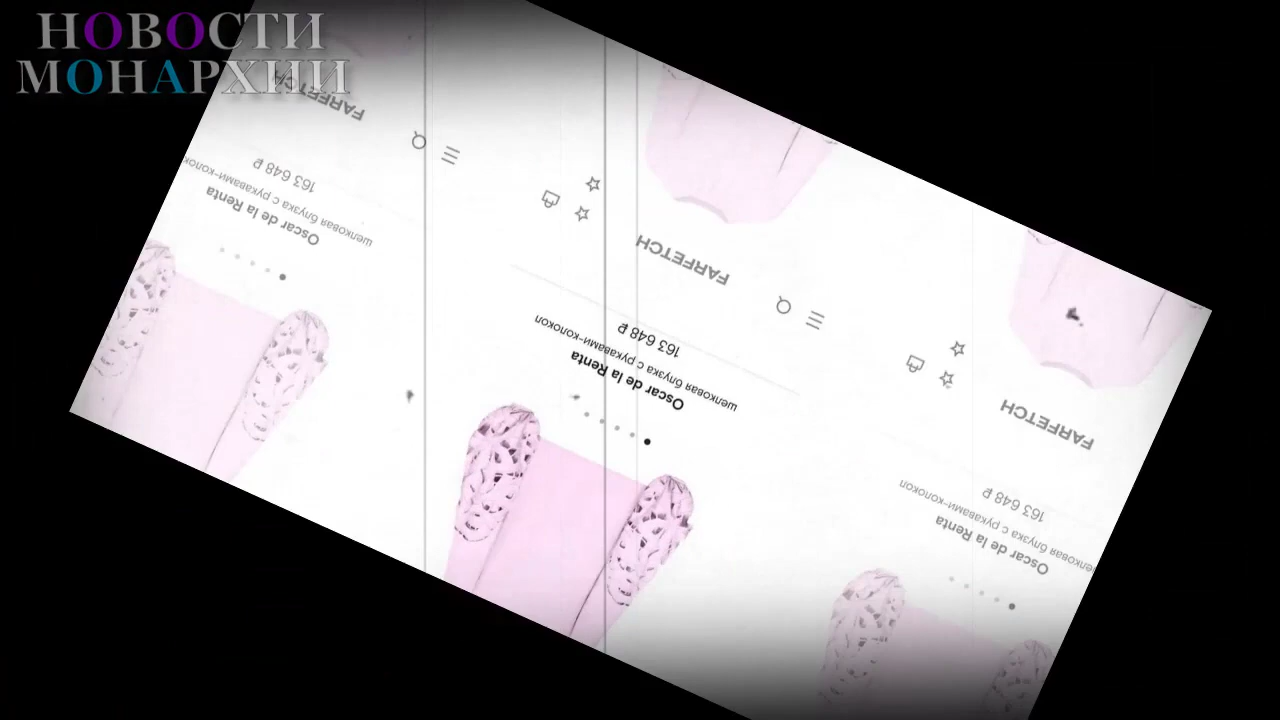 НОВОСТИ
МОНАРХИИ
FARFETCH
163 648 ₽
шелковая блузка с рукавами-колок
Oscar de la Renta
FARFETCH
163 648 ₽
шелковая блузка с рукавами-колокол
Oscar de la Renta
FARFETCH
163 648 ₽
шелковая блузка с рукавами-колокол
Oscar de la Renta